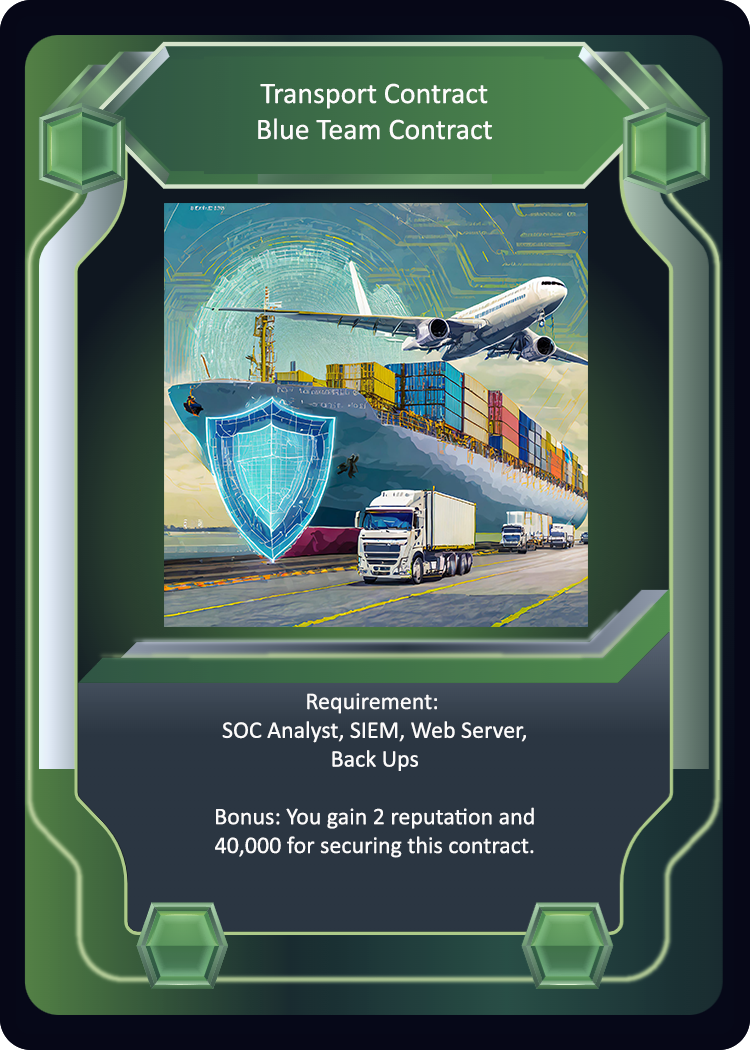 Transport Contract
Blue Team Contract
Requirement:
SOC Analyst, SIEM, Web Server,
Back Ups
Bonus: You gain 2 reputation and
40,000 for securing this contract.